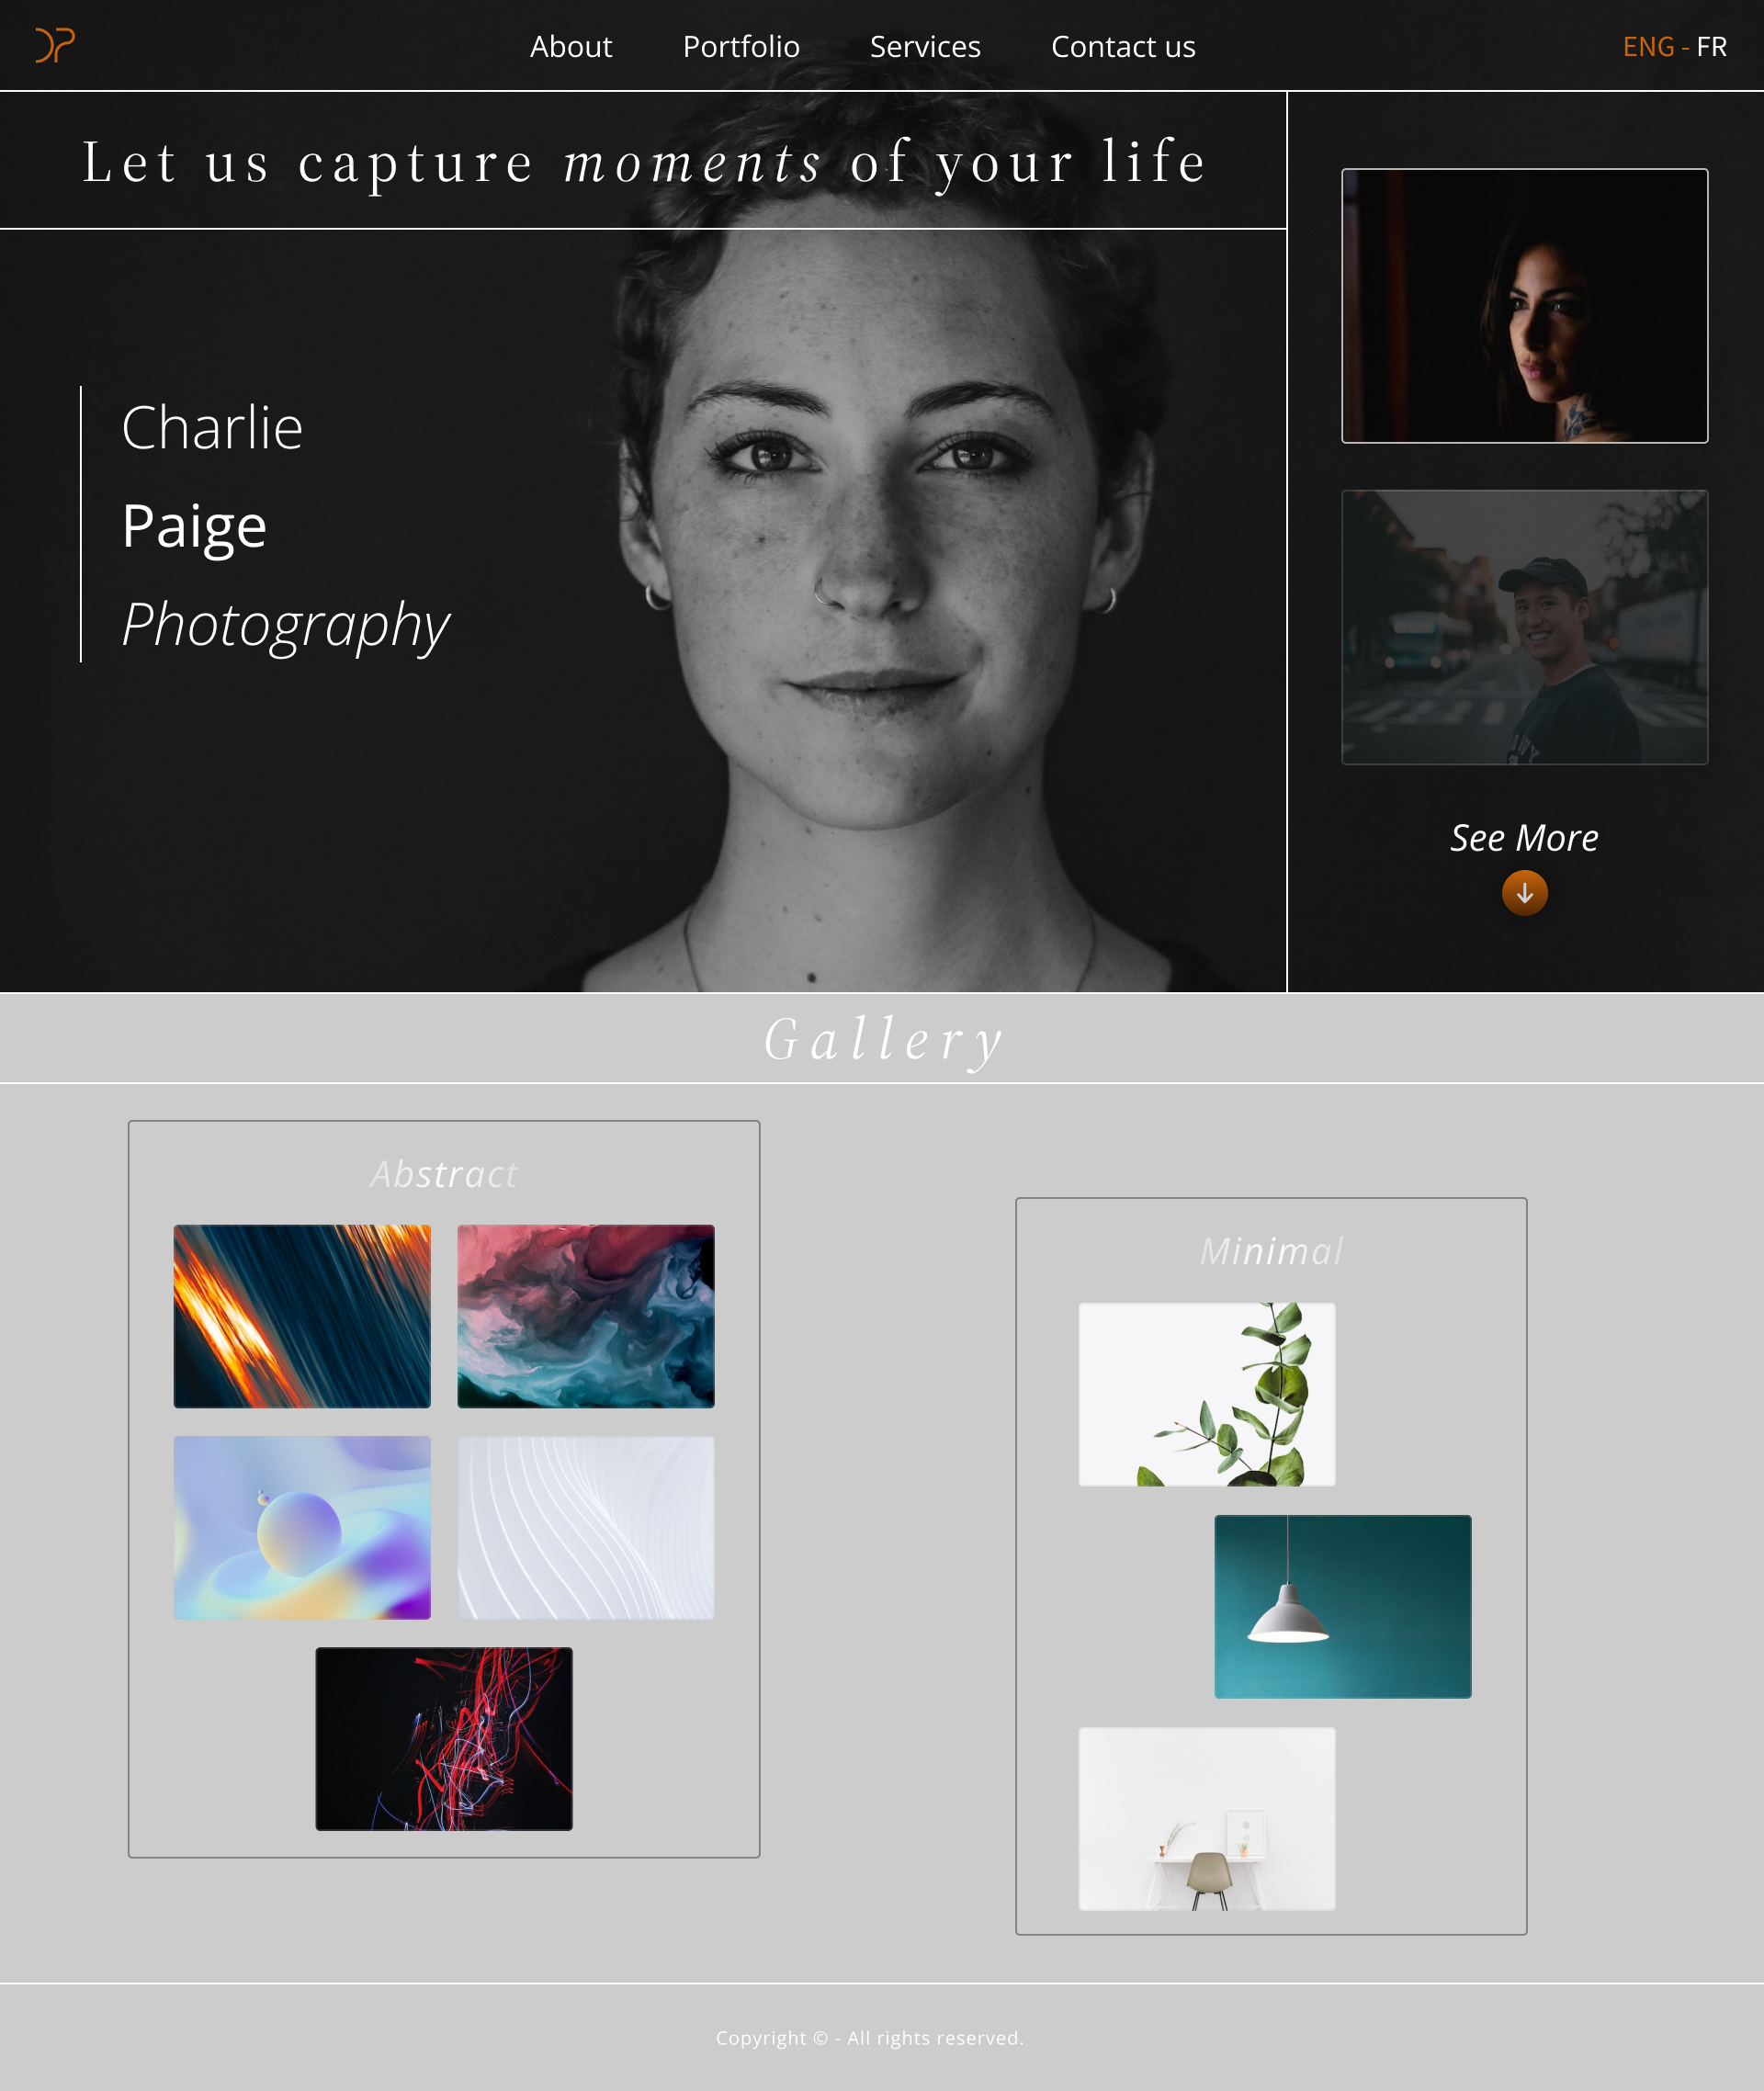 About Portfolio Services Contact us ENG - FR
Let us capture moments of your life
Charlie
Paige
Photography
See More
Gallery
Abstract
Minimal
Copyright © - All rights reserved.